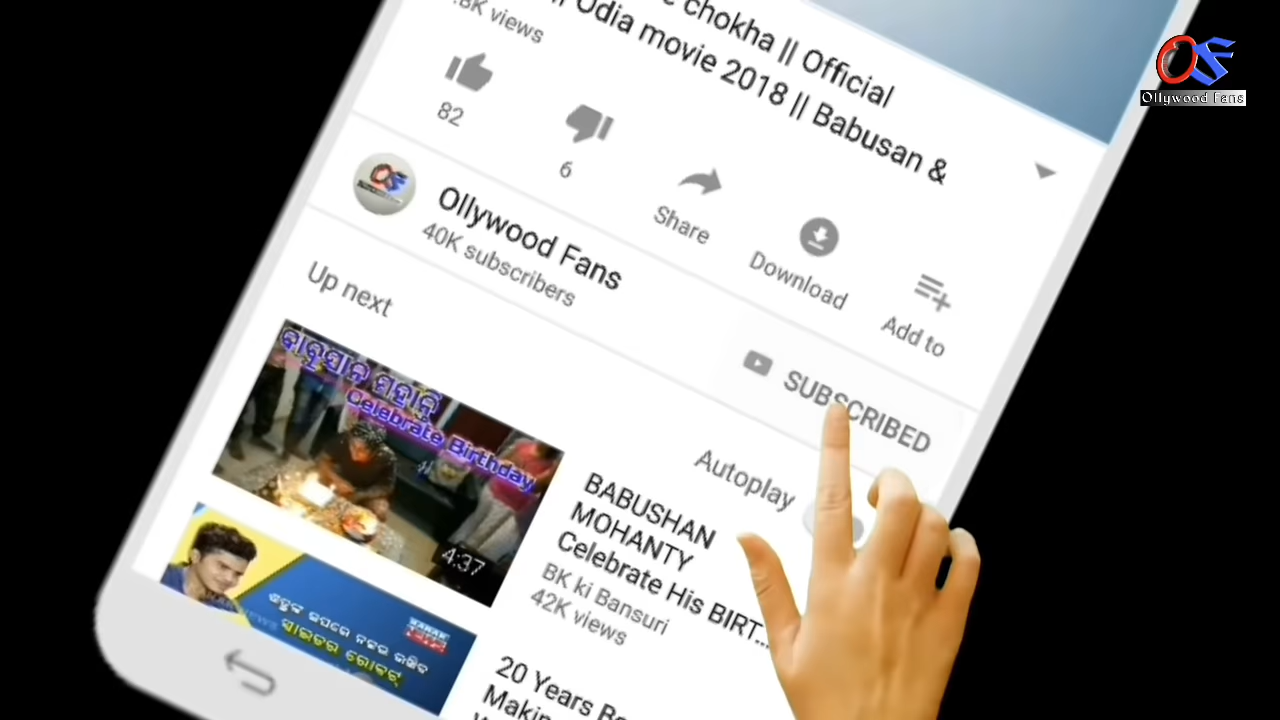 chokha || Official
Odia movie 2018 || Babusan &
8K views
82
6
Share
Download
Add to
Ollywood Fans
40K subscribers
SUBSCRIBED
Up next
Autoplay
ବାବୁସାନ ମହାନ୍ତି
Celebrate Birthday
4:37
BABUSHAN
MOHANTY
Celebrate His BIRT...
BK ki Bansuri
42K views
20 Years
OF
Ollywood Fans